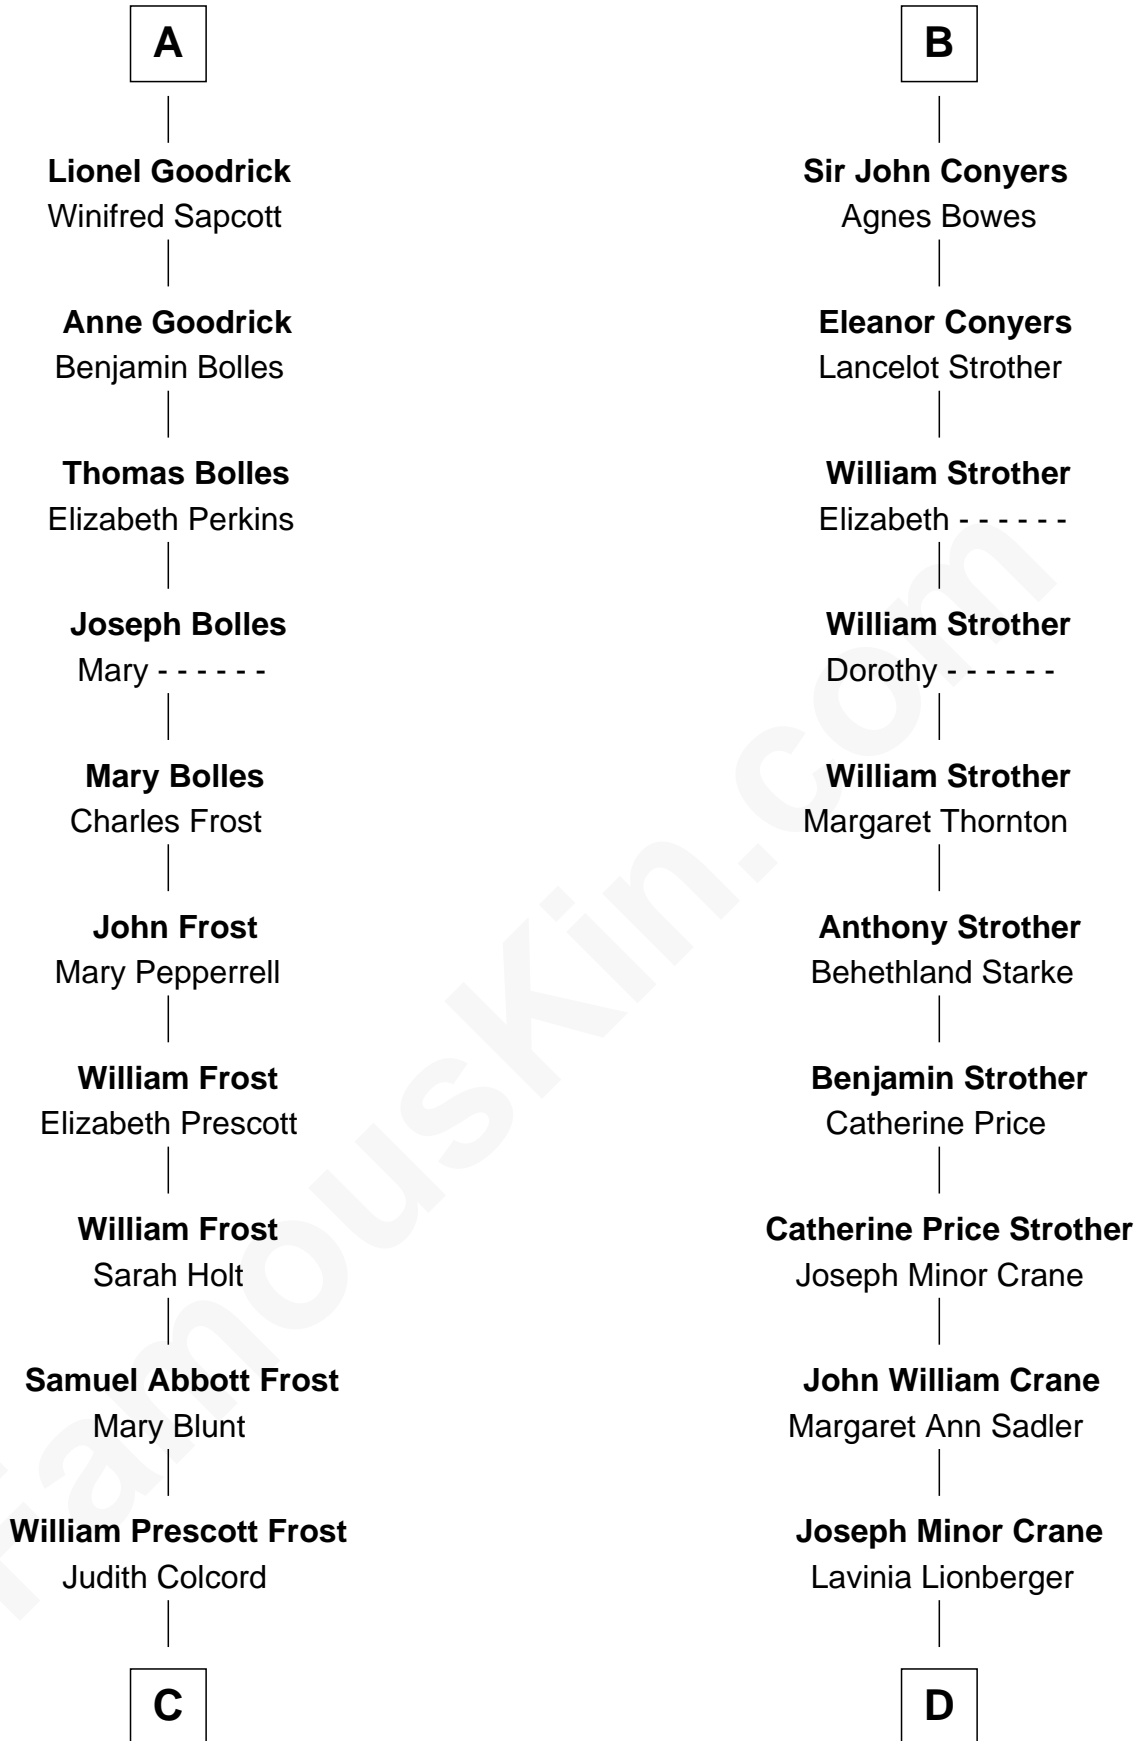 A
Lionel Goodrick
Winifred Sapcott
Anne Goodrick
Benjamin Bolles
Thomas Bolles
Elizabeth Perkins
Joseph Bolles
Mary - - - - - -
Mary Bolles
Charles Frost
John Frost
Mary Pepperrell
William Frost
Elizabeth Prescott
William Frost
Sarah Holt
Samuel Abbott Frost
Mary Blunt
William Prescott Frost
Judith Colcord
C
B
Sir John Conyers
Agnes Bowes
Eleanor Conyers
Lancelot Strother
William Strother
Elizabeth - - - - - -
William Strother
Dorothy - - - - - -
William Strother
Margaret Thornton
Anthony Strother
Behethland Starke
Benjamin Strother
Catherine Price
Catherine Price Strother
Joseph Minor Crane
John William Crane
Margaret Ann Sadler
Joseph Minor Crane
Lavinia Lionberger
D
FamousKin.com